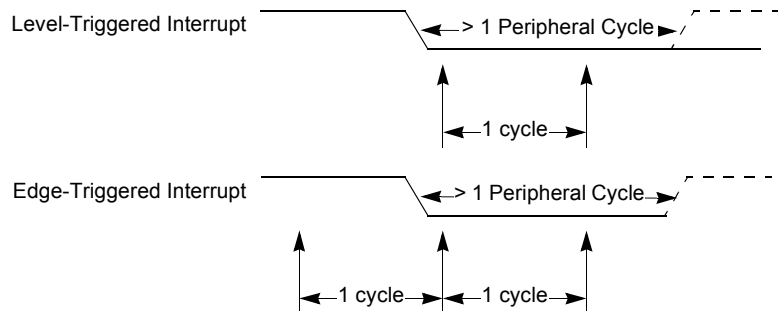 Level-Triggered Interrupt
> 1 Peripheral Cycle
1 cycle
Edge-Triggered Interrupt
> 1 Peripheral Cycle
1 cycle
1 cycle